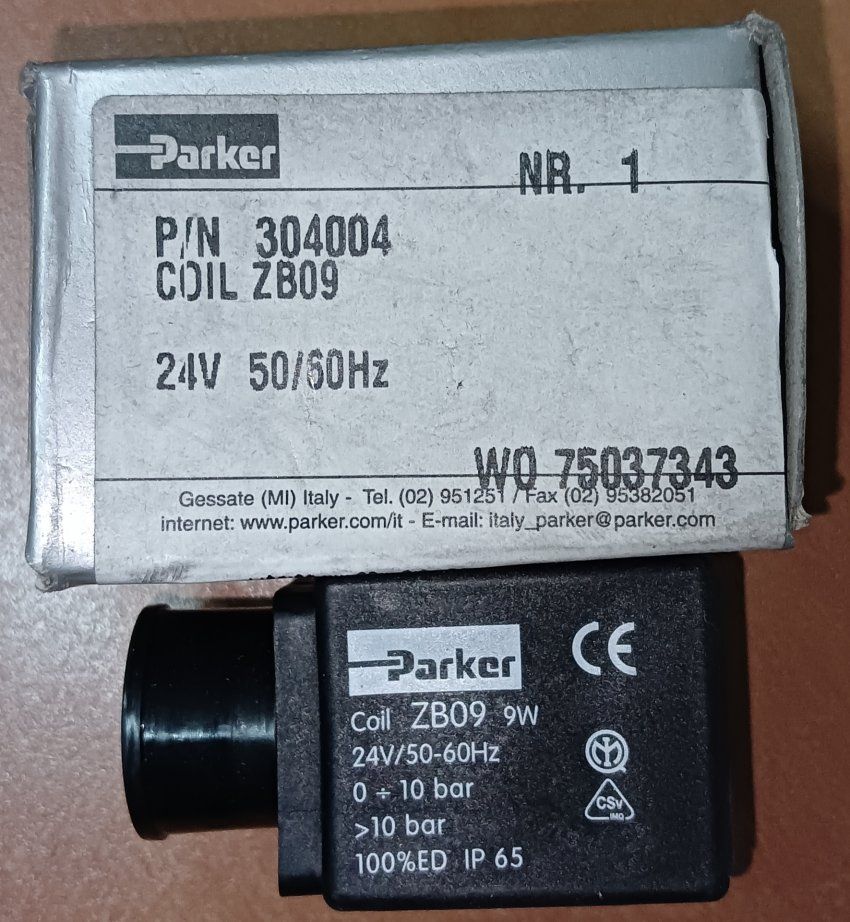 Parker
NR. 1
P/N 304004
COIL ZB09
24V 50/60Hz
WO 75037343
Gessate (MI) Italy - Tel. (02) 951251 / Fax (02) 95382051
internet: www.parker.com/it - E-mail: italy_parker@parker.com
Parker
CE
Coil ZB09 9W
24V/50-60Hz
0 ÷ 10 bar
>10 bar
100%ED IP 65
CSv
IMQ